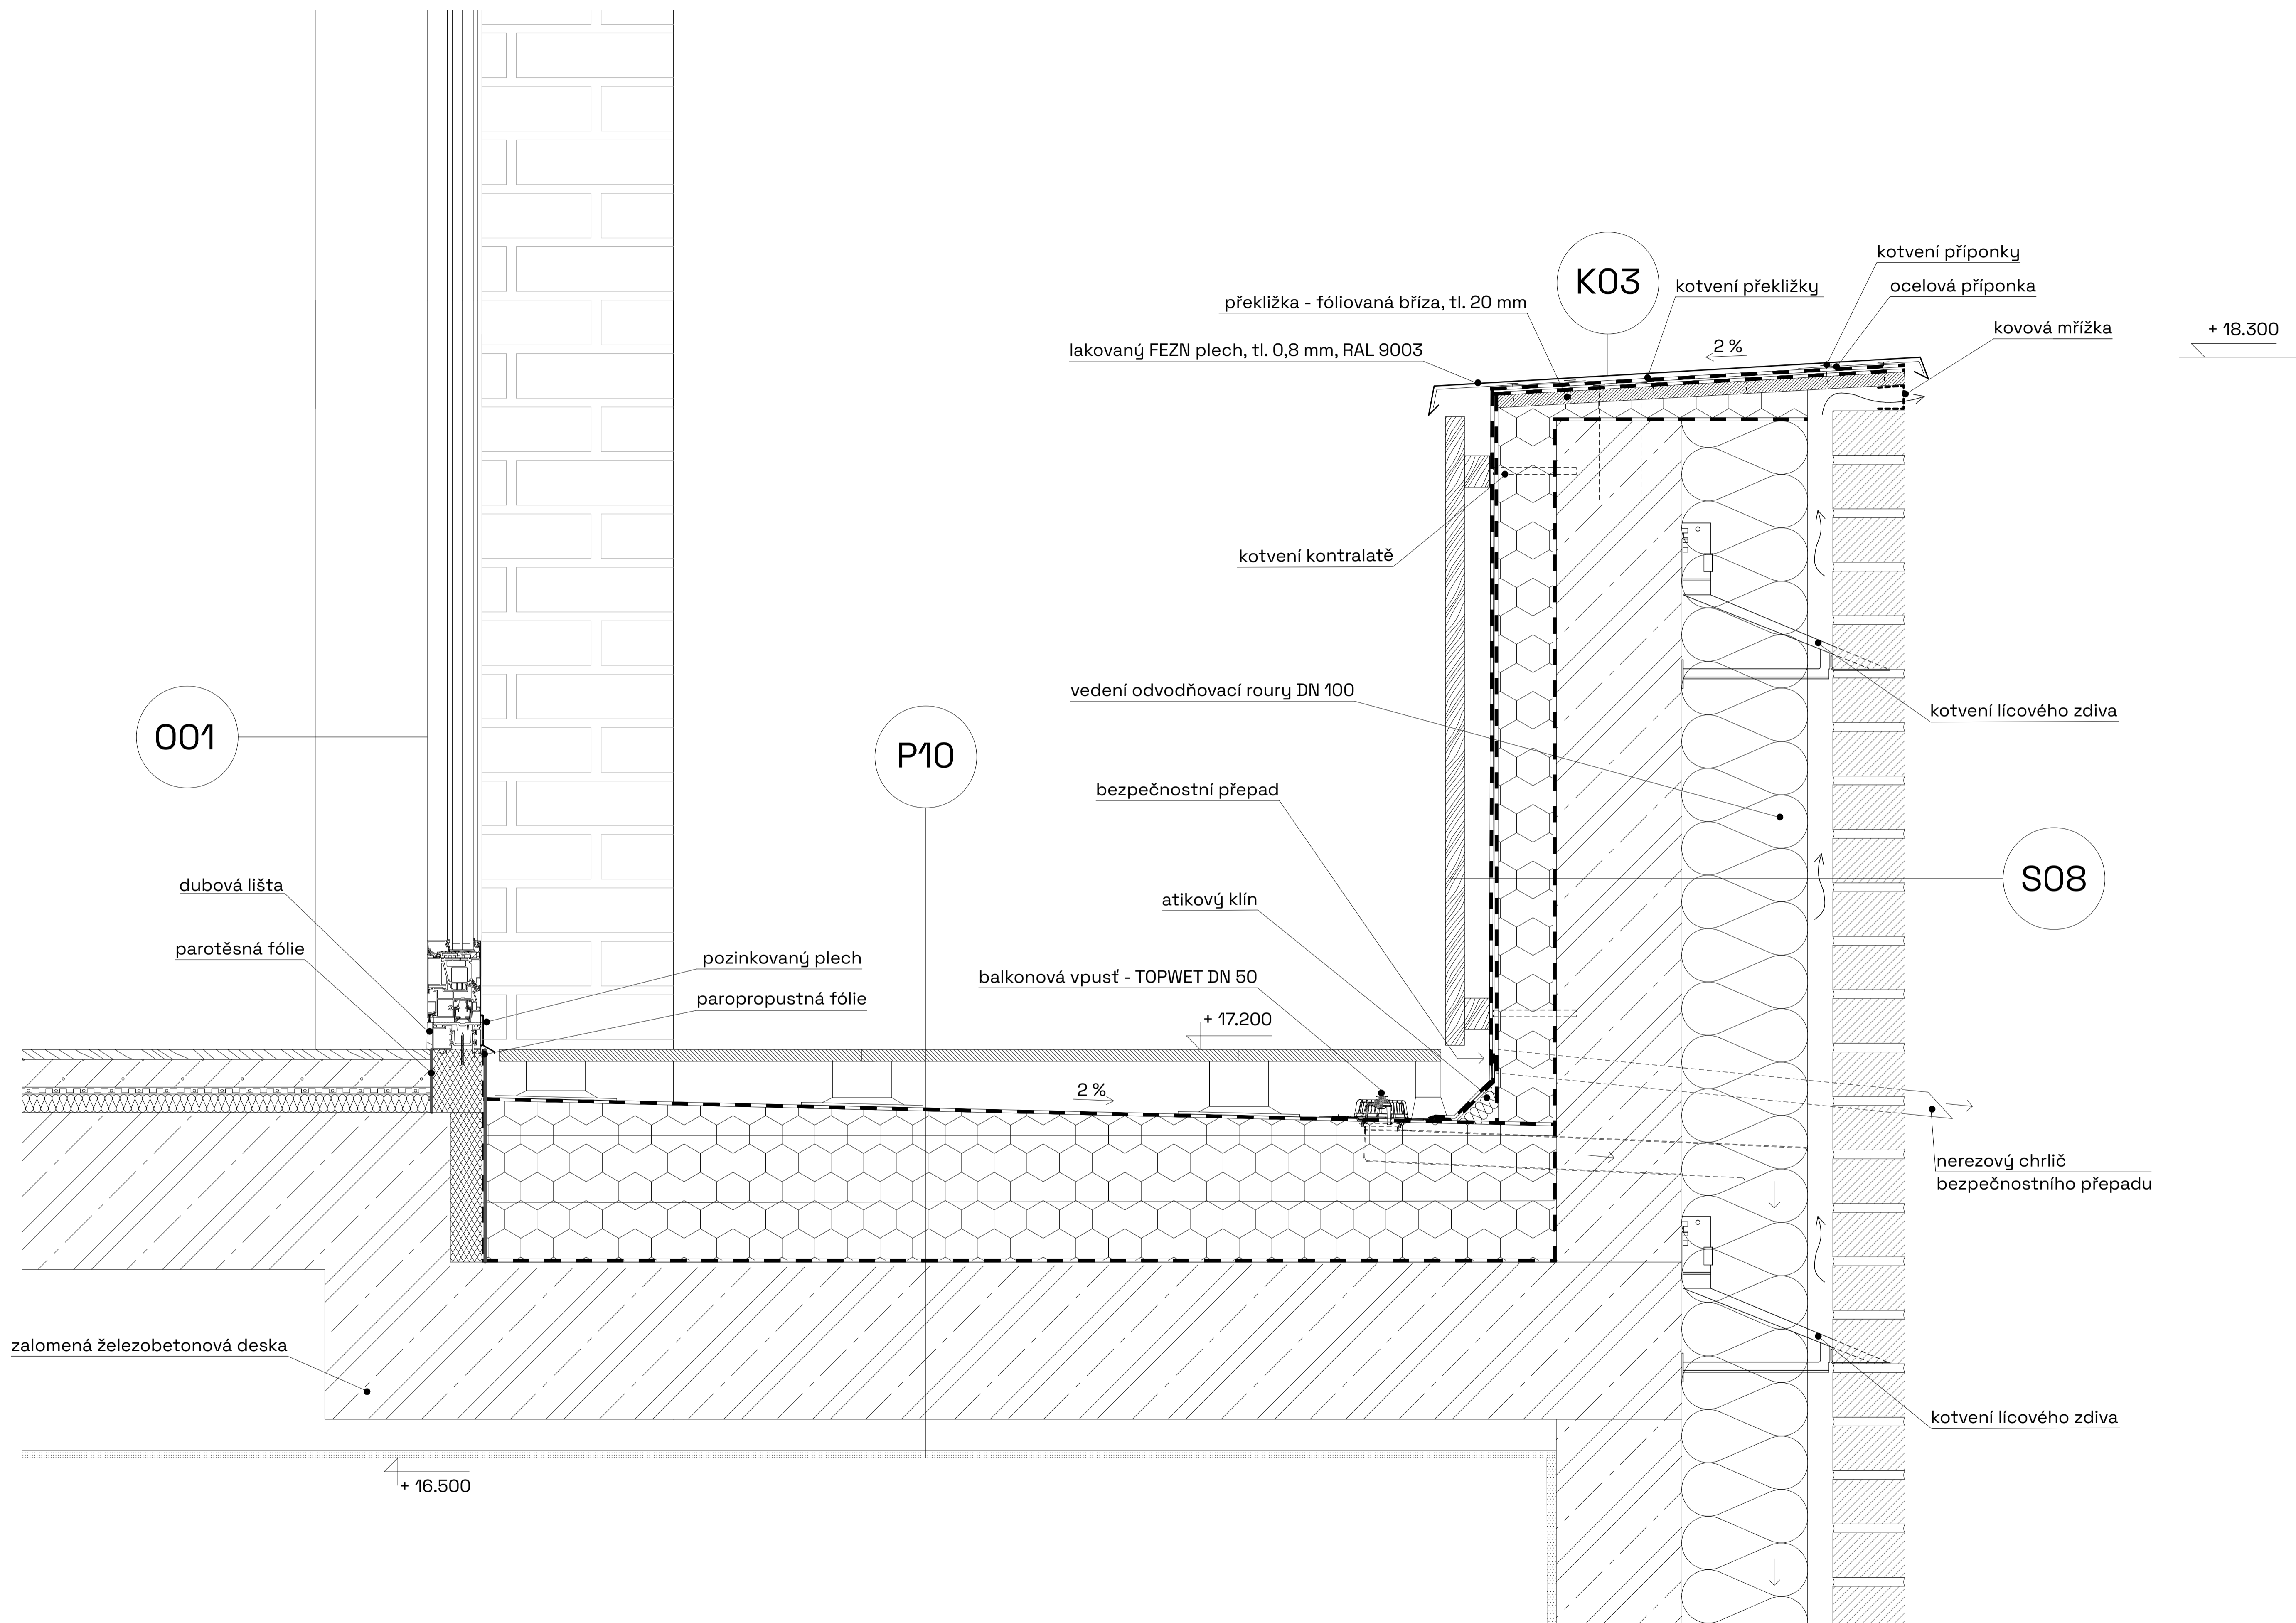 kotvení příponky
K03
kotvení překližky
ocelová příponka
překližka - fóliovaná bříza, tl. 20 mm
kovová mřížka
+ 18.300
lakovaný FEZN plech, tl. 0,8 mm, RAL 9003
2 %
kotvení kontralatě
vedení odvodňovací roury DN 100
kotvení lícového zdiva
O01
P10
bezpečnostní přepad
S08
dubová lišta
atikový klín
parotěsná fólie
pozinkovaný plech
balkonová vpusť - TOPWET DN 50
paropropustná fólie
+ 17.200
2 %
nerezový chrlič
bezpečnostního přepadu
zalomená železobetonová deska
kotvení lícového zdiva
+ 16.500